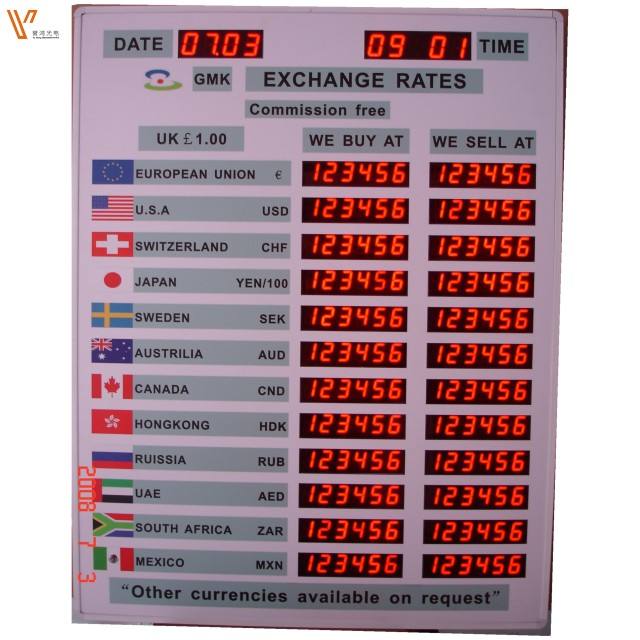 DATE 07.03 09 01 TIME
GMK EXCHANGE RATES
Commission free
UK £1.00 WE BUY AT WE SELL AT
EUROPEAN UNION € 123456 123456
U.S.A USD 123456 123456
SWITZERLAND CHF 123456 123456
JAPAN YEN/100 123456 123456
SWEDEN SEK 123456 123456
AUSTRILIA AUD 123456 123456
CANADA CND 123456 123456
HONGKONG HDK 123456 123456
RUISSIA RUB 123456 123456
UAE AED 123456 123456
SOUTH AFRICA ZAR 123456 123456
MEXICO MXN 123456 123456
“Other currencies available on request”
2008 7 3